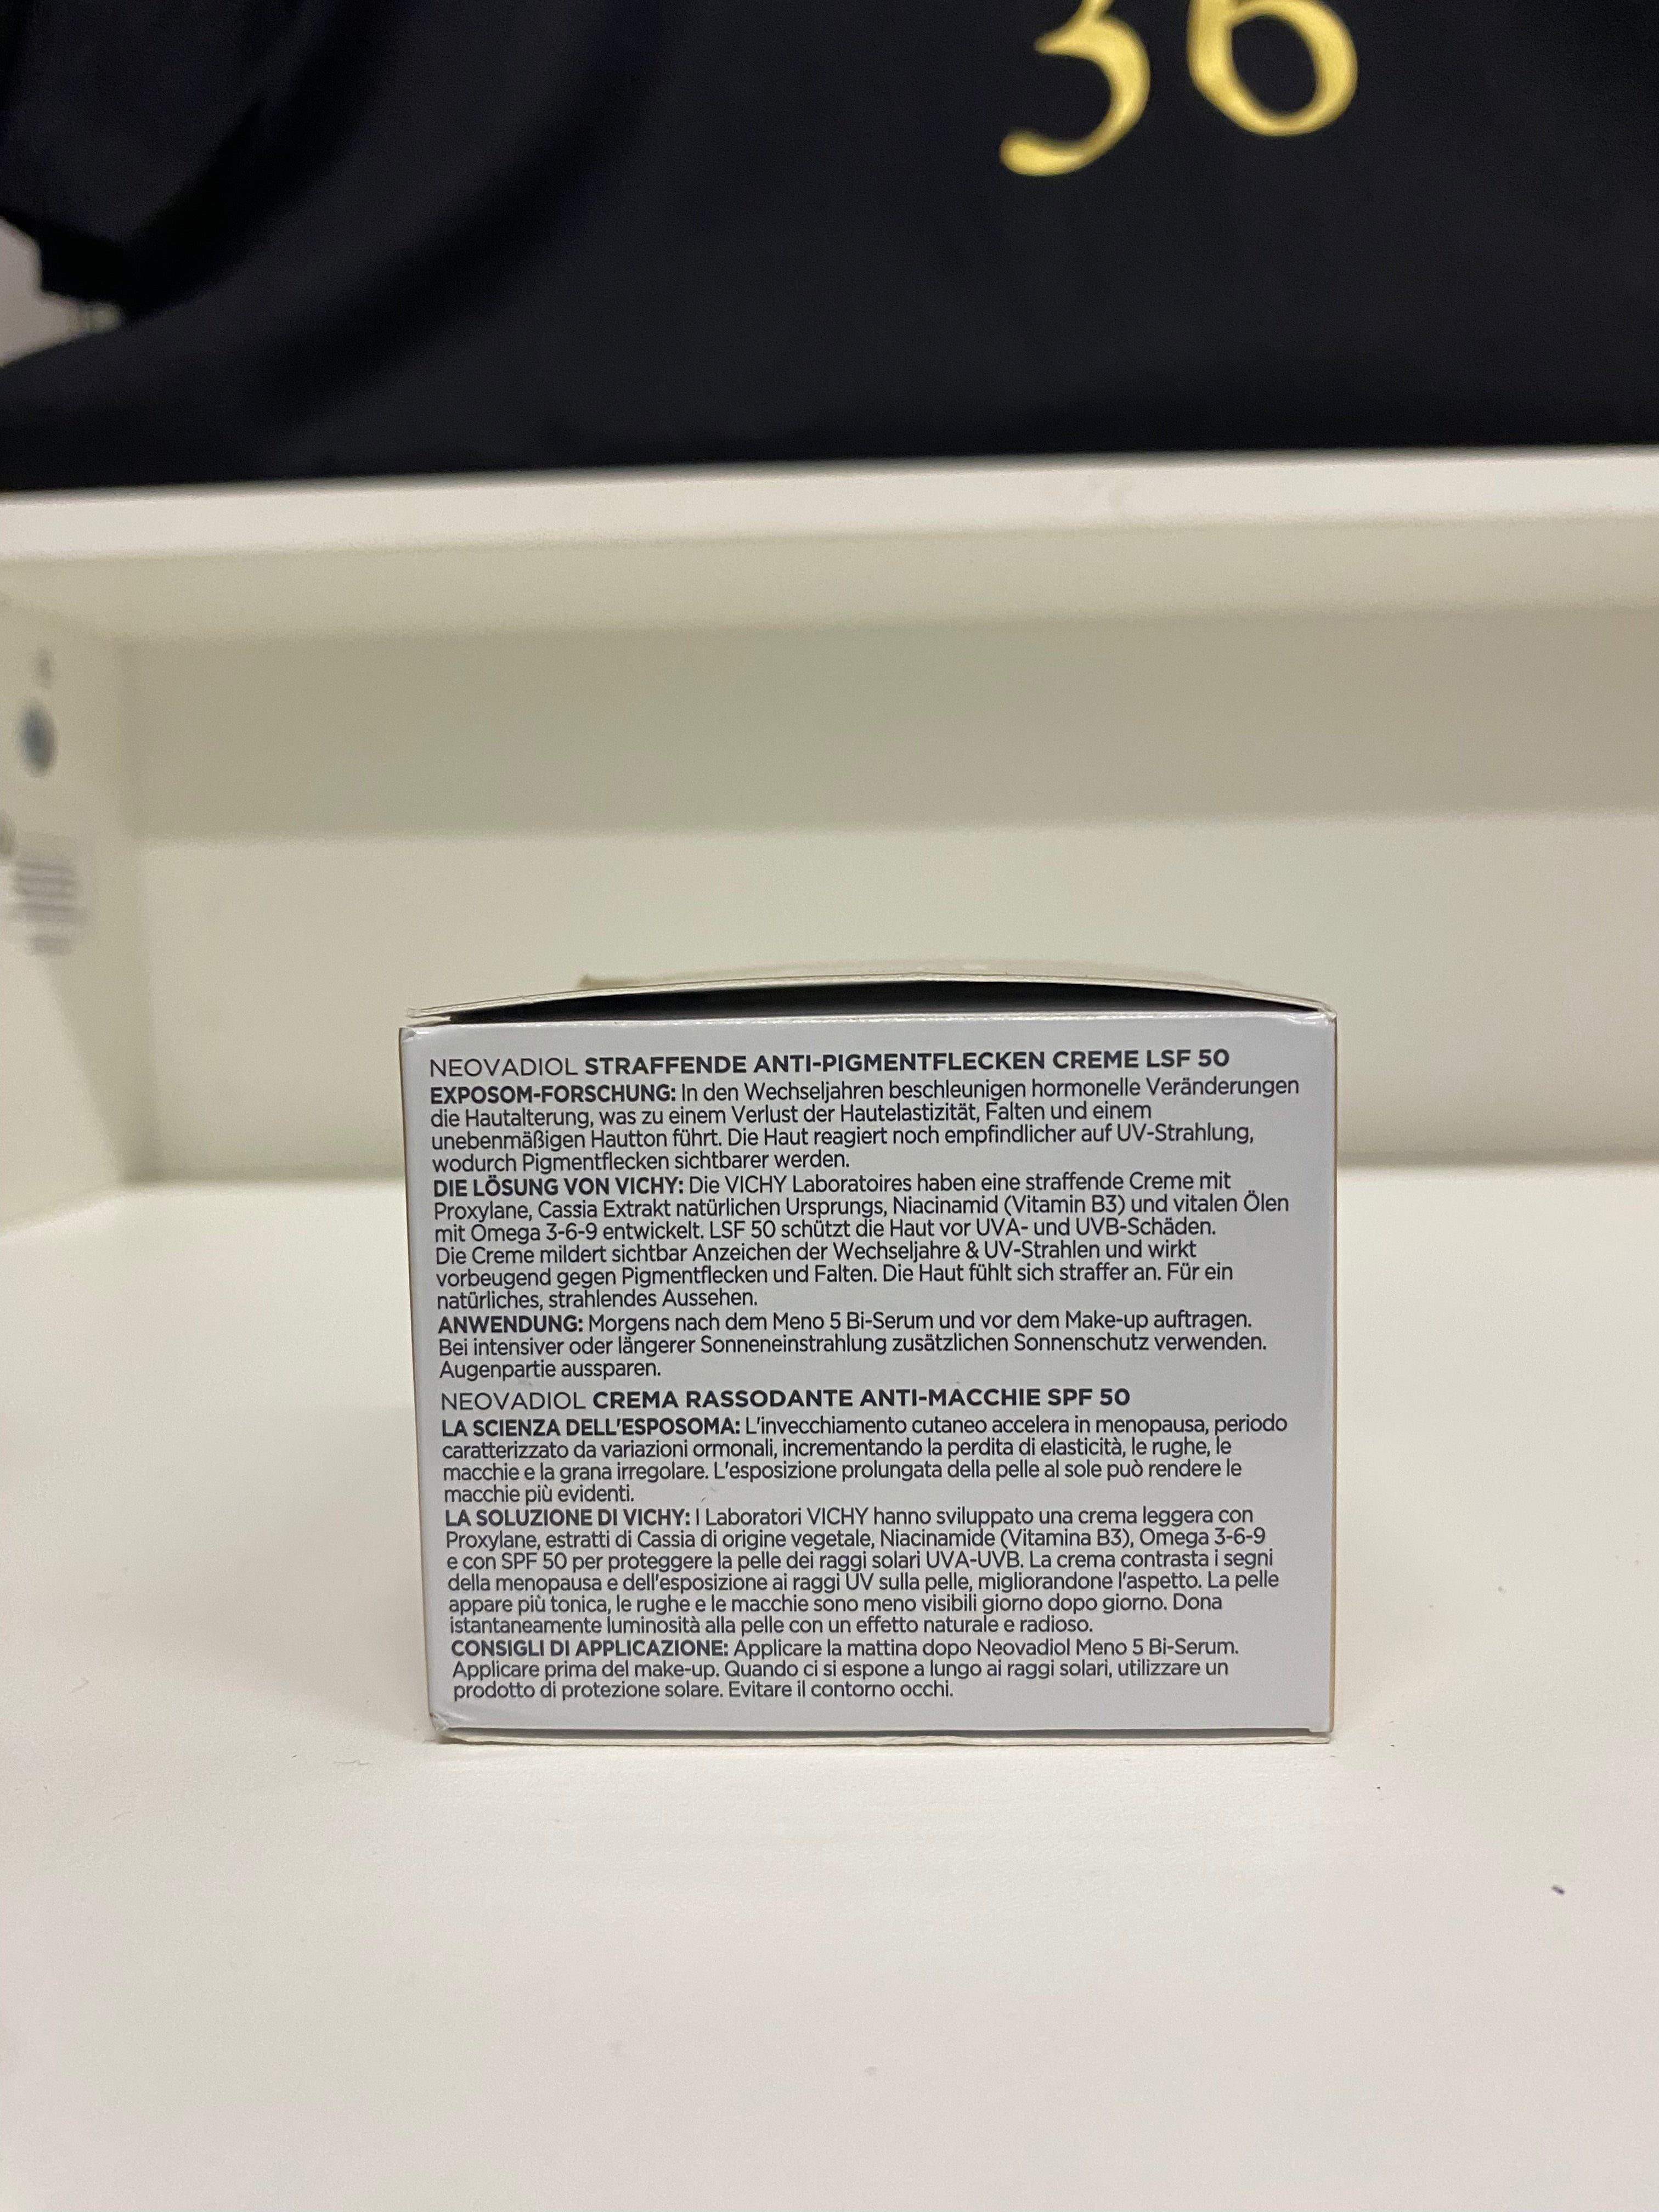 36
NEOVADIOL STRAFFENDE ANTI-PIGMENTFLECKEN CREME LSF 50
EXPOSOM-FORSCHUNG: In den Wechseljahren beschleunigen hormonelle Veränderungen
die Hautalterung, was zu einem Verlust der Hautelastizität, Falten und einem
unebenmäßigen Hautton führt. Die Haut reagiert noch empfindlicher auf UV-Strahlung,
wodurch Pigmentflecken sichtbarer werden.
DIE LÖSUNG VON VICHY: Die VICHY Laboratoires haben eine straffende Creme mit
Proxylane, Cassia Extrakt natürlichen Ursprungs, Niacinamid (Vitamin B3) und vitalen Ölen
mit Omega 3-6-9 entwickelt. LSF 50 schützt die Haut vor UVA- und UVB-Schäden.
Die Creme mildert sichtbar Anzeichen der Wechseljahre & UV-Strahlen und wirkt
vorbeugend gegen Pigmentflecken und Falten. Die Haut fühlt sich straffer an. Für ein
natürliches, strahlendes Aussehen.
ANWENDUNG: Morgens nach dem Meno 5 Bi-Serum und vor dem Make-up auftragen.
Bei intensiver oder längerer Sonneneinstrahlung zusätzlichen Sonnenschutz verwenden.
Augenpartie aussparen.
NEOVADIOL CREMA RASSODANTE ANTI-MACCHIE SPF 50
LA SCIENZA DELL'ESPOSOMA: L'invecchiamento cutaneo accelera in menopausa, periodo
caratterizzato da variazioni ormonali, incrementando la perdita di elasticità, le rughe, le
macchie e la grana irregolare. L'esposizione prolungata della pelle al sole può rendere le
macchie più evidenti.
LA SOLUZIONE DI VICHY: I Laboratori VICHY hanno sviluppato una crema leggera con
Proxylane, estratti di Cassia di origine vegetale, Niacinamide (Vitamina B3), Omega 3-6-9
e con SPF 50 per proteggere la pelle dei raggi solari UVA-UVB. La crema contrasta i segni
della menopausa e dell'esposizione ai raggi UV sulla pelle, migliorandone l'aspetto. La pelle
appare più tonica, le rughe e le macchie sono meno visibili giorno dopo giorno. Dona
istantaneamente luminosità alla pelle con un effetto naturale e radioso.
CONSIGLI DI APPLICAZIONE: Applicare la mattina dopo Neovadiol Meno 5 Bi-Serum.
Applicare prima del make-up. Quando ci si espone a lungo ai raggi solari, utilizzare un
prodotto di protezione solare. Evitare il contorno occhi.